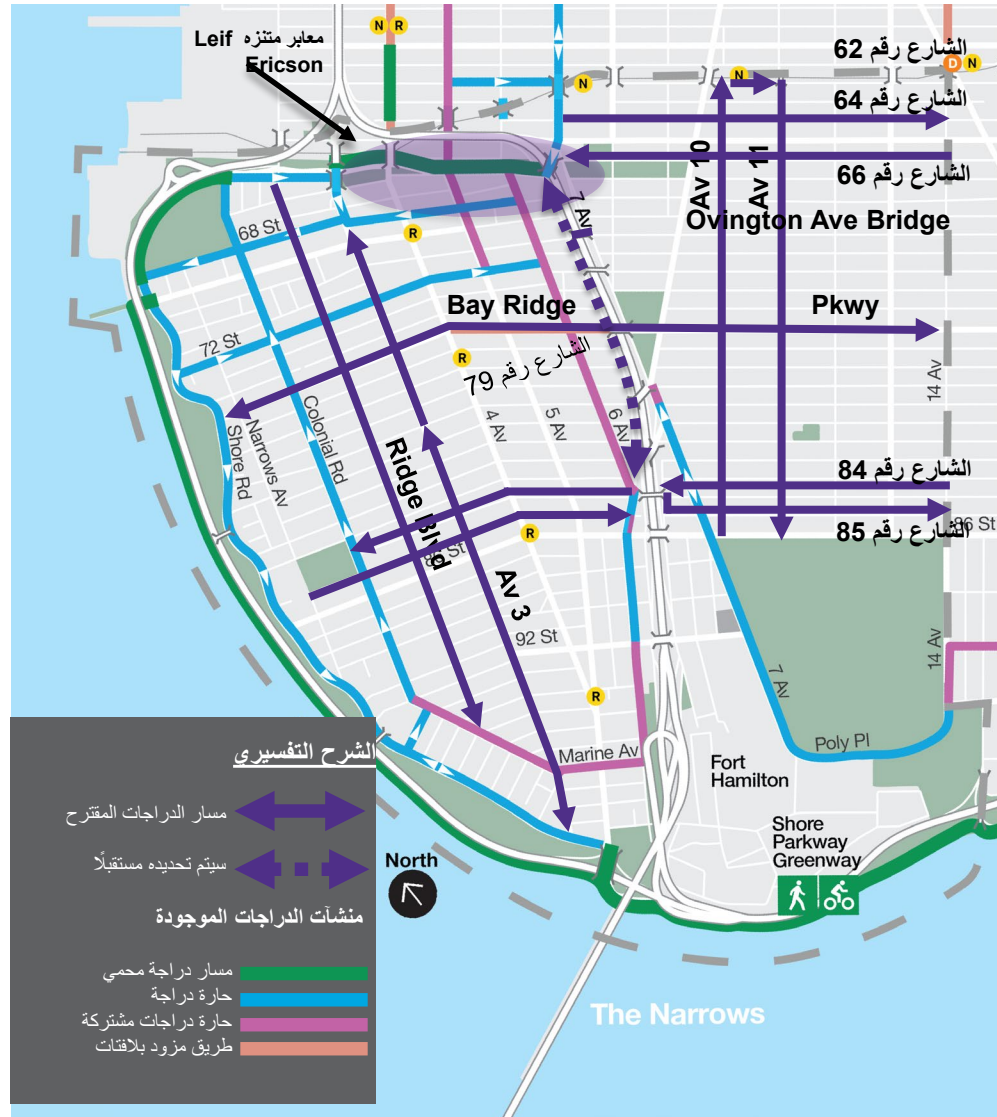 معابر متنزه Leif
Ericson
N
R
N
N
D
N
الشارع رقم 62
الشارع رقم 64
الشارع رقم 66
Av 10
Av 11
Ovington Ave Bridge
7 Av
68 St
R
Bay Ridge
Pkwy
72 St
R
الشارع رقم 79
14 Av
Shore Rd
Narrows Av
Colonial Rd
4 Av
5 Av
6 Av
Ridge Blvd
Av 3
الشارع رقم 84
الشارع رقم 85
86 St
86 St
R
92 St
R
14 Av
7 Av
Poly Pl
Marine Av
Fort
Hamilton
Shore
Parkway
Greenway
North
The Narrows
الشرح التفسيري
مسار الدراجات المقترح
سيتم تحديده مستقبلًا
منشآت الدراجات الموجودة
مسار دراجة محمي
حارة دراجة
حارة دراجات مشتركة
طريق مزود بلافتات